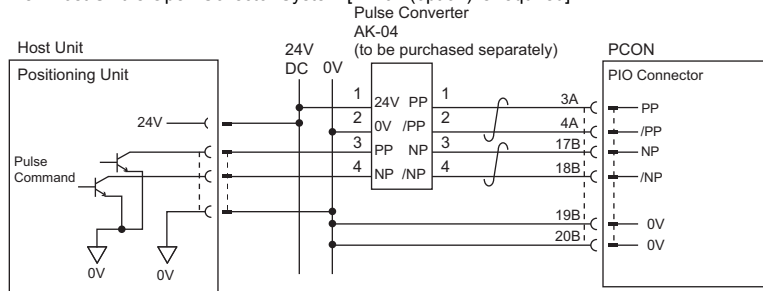 Pulse Converter
AK-04
(to be purchased separately)
Host Unit
24V
DC
0V
PCON
Positioning Unit
PIO Connector
24V
1
24V PP
1
3A
PP
2
0V /PP
2
4A
/PP
3
PP NP
3
17B
NP
4
NP /NP
4
18B
/NP
Pulse
Command
19B
0V
20B
0V
0V
0V